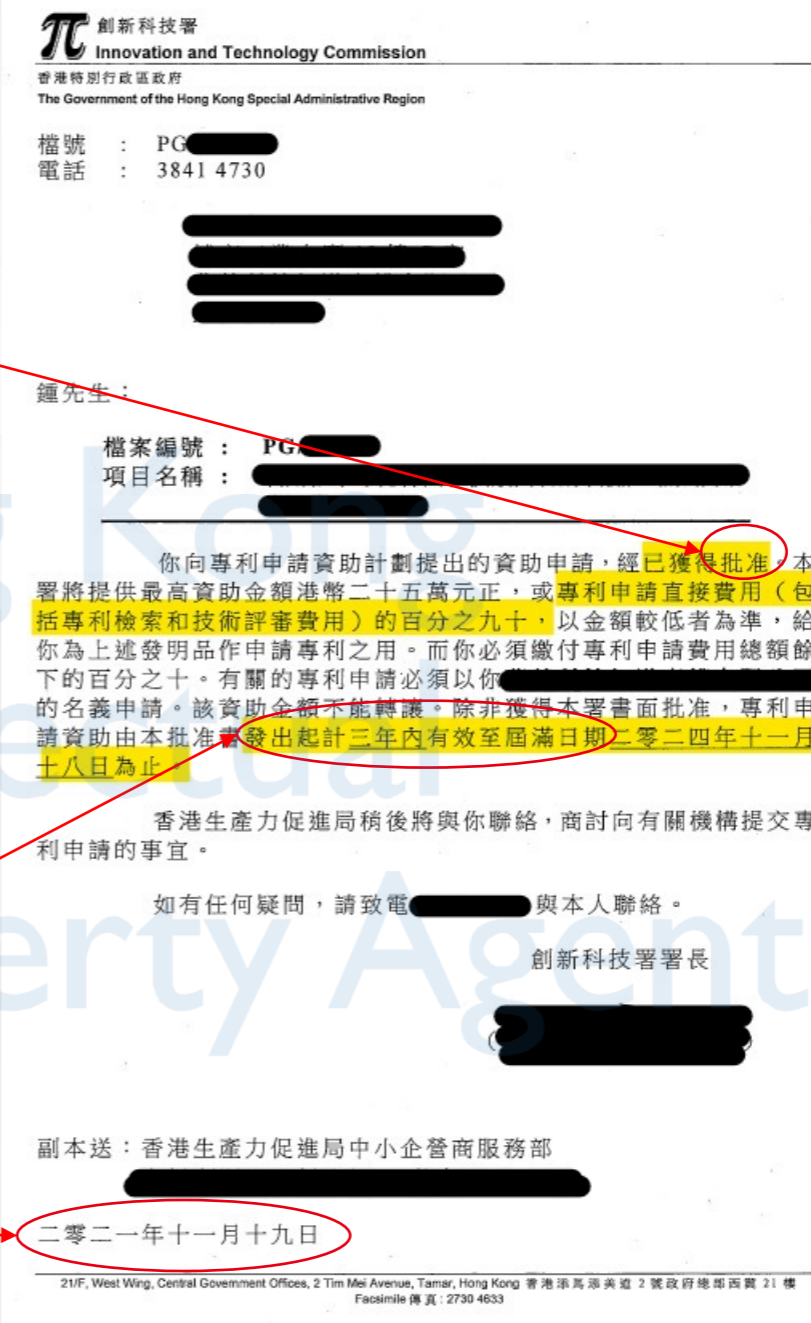 創新科技署
Innovation and Technology Commission
香港特別行政區政府
The Government of the Hong Kong Special Administrative Region
檔號 : PG
電話 : 3841 4730
鍾先生：
檔案編號 : PG
項目名稱 :
你向專利申請資助計劃提出的資助申請，經已獲得批准。本
署將提供最高資助金額港幣二十五萬元正，或專利申請直接費用（包
括專利檢索和技術評審費用）的百分之九十，以金額較低者為準，給
你為上述發明品作申請專利之用。而你必須繳付專利申請費用總額餘
下的百分之十。有關的專利申請必須以你
的名義申請。該資助金額不能轉讓。除非獲得本署書面批准，專利申
請資助由本批准書發出起計三年內有效至屆滿日期二零二四年十一月
十八日為止。
香港生產力促進局稍後將與你聯絡，商討向有關機構提交專
利申請的事宜。
如有任何疑問，請致電 與本人聯絡。
創新科技署署長
副本送：香港生產力促進局中小企營商服務部
二零二一年十一月十九日
21/F, West Wing, Central Government Offices, 2 Tim Mei Avenue, Tamar, Hong Kong 香港添馬添美道 2 號政府總部西翼 21 樓
Facsimile 傳真 : 2730 4633
Kong
ectual
erty Agent